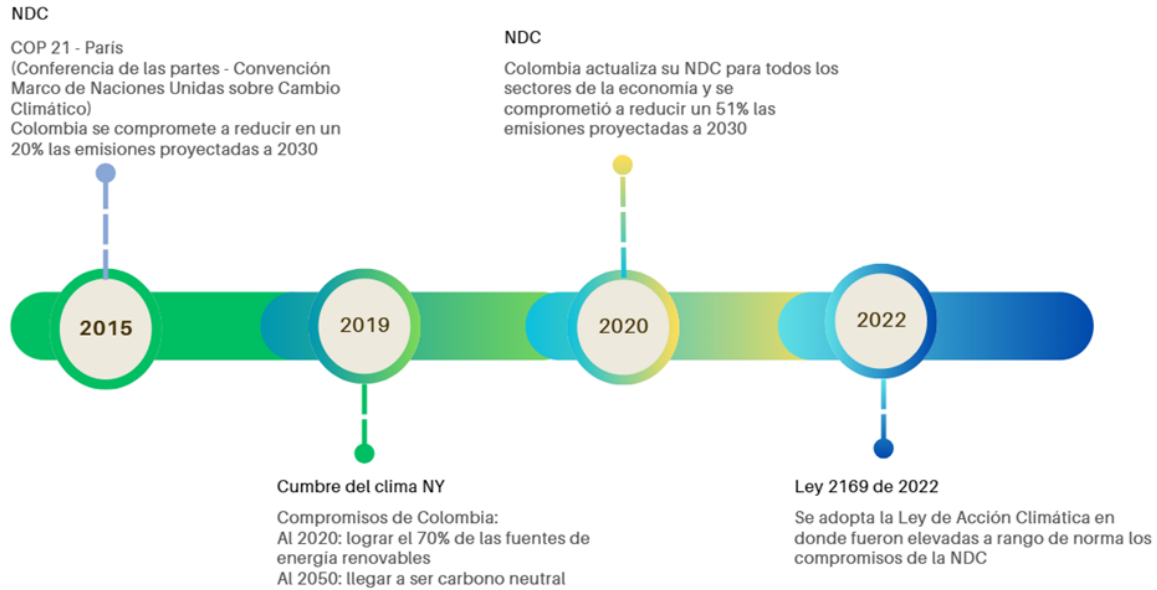 NDC
COP 21 - París
(Conferencia de las partes - Convención
Marco de Naciones Unidas sobre Cambio
Climático)
Colombia se compromete a reducir en un
20% las emisiones proyectadas a 2030
NDC
Colombia actualiza su NDC para todos los
sectores de la economía y se
comprometió a reducir un 51% las
emisiones proyectadas a 2030
2015
2019
2020
2022
Cumbre del clima NY
Compromisos de Colombia:
Al 2020: lograr el 70% de las fuentes de
energía renovables
Al 2050: llegar a ser carbono neutral
Ley 2169 de 2022
Se adopta la Ley de Acción Climática en
donde fueron elevadas a rango de norma los
compromisos de la NDC